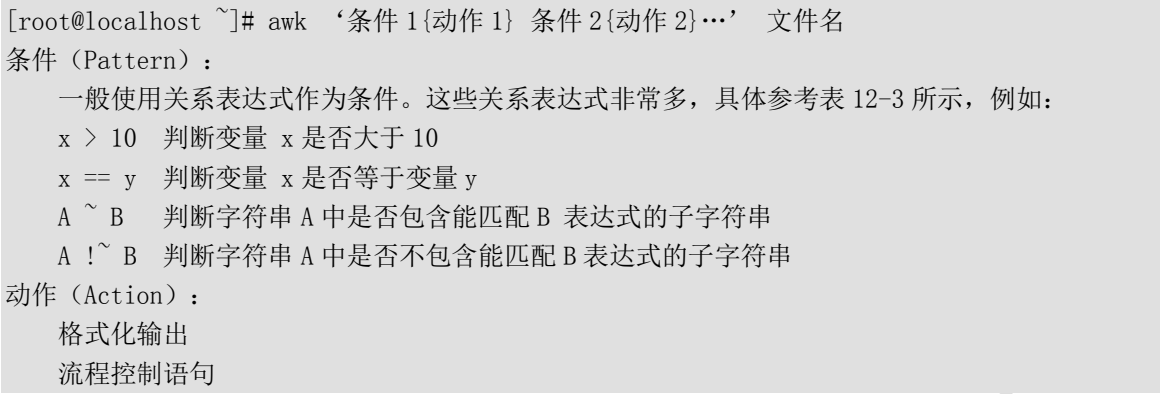 [root@localhost ~]# awk ‘条件 1{动作 1} 条件 2{动作 2}…’ 文件名
条件（Pattern）：
一般使用关系表达式作为条件。这些关系表达式非常多，具体参考表 12-3 所示，例如：
x > 10 判断变量 x 是否大于 10
x == y 判断变量 x 是否等于变量 y
A ~ B 判断字符串 A 中是否包含能匹配 B 表达式的子字符串
A !~ B 判断字符串 A 中是否不包含能匹配 B 表达式的子字符串
动作（Action）：
格式化输出
流程控制语句